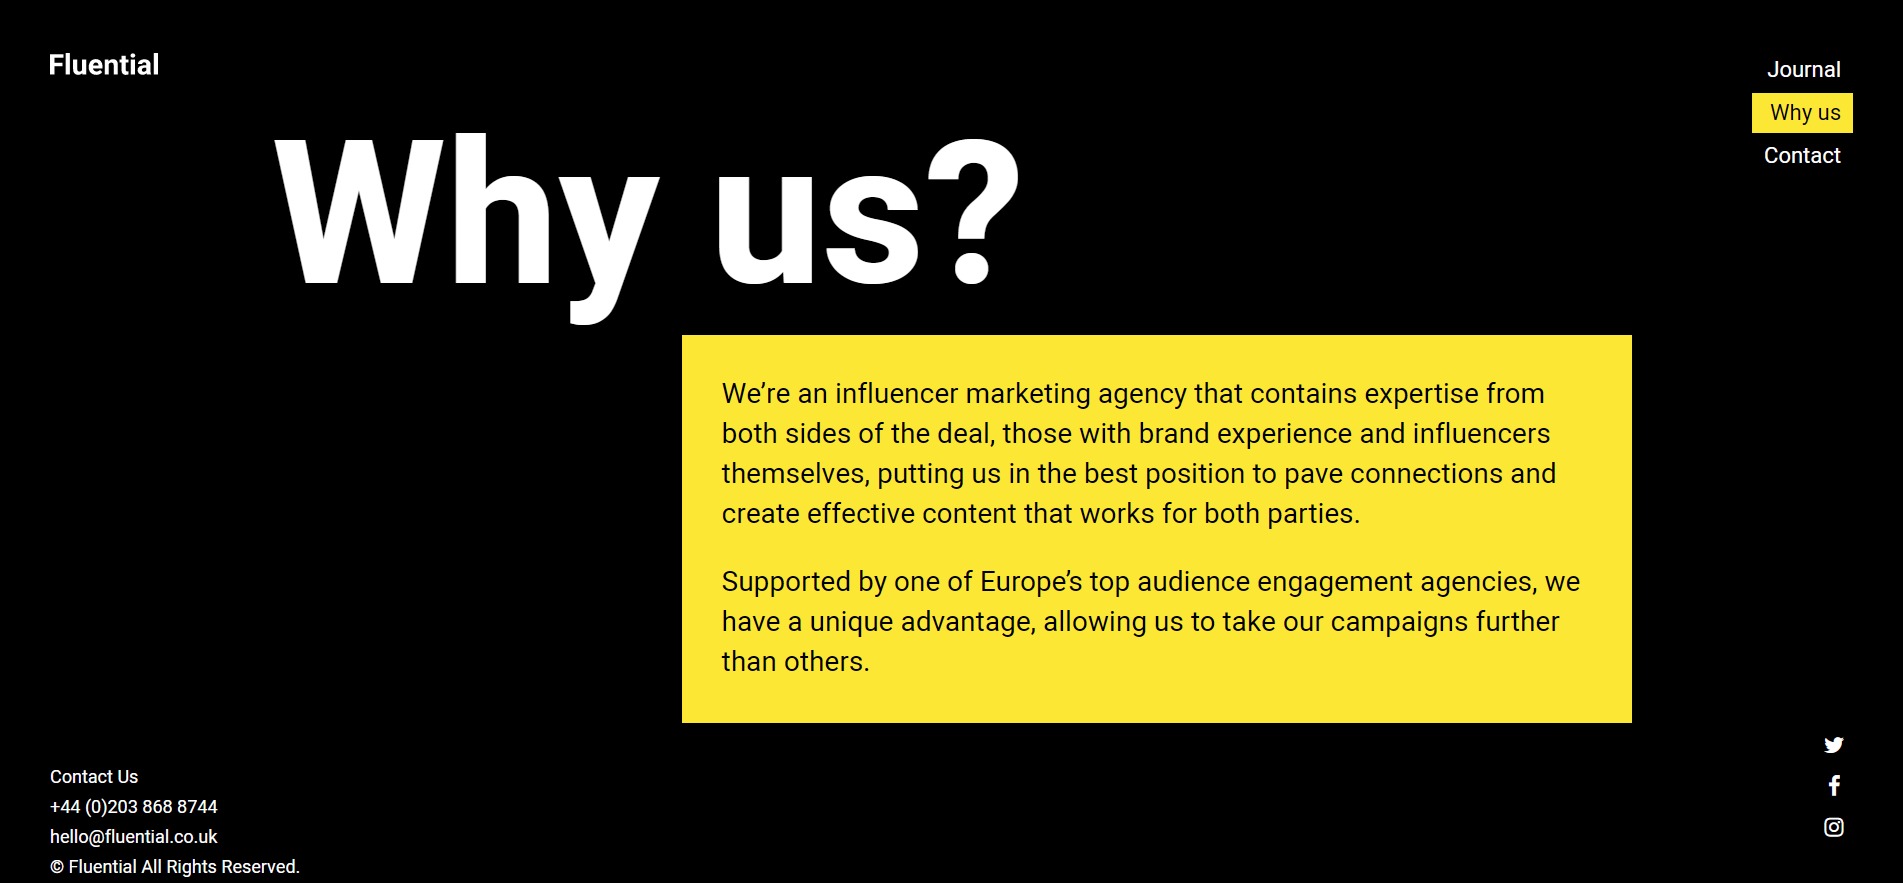 Fluential
Journal
Why us
Contact
Why us?
We’re an influencer marketing agency that contains expertise from
both sides of the deal, those with brand experience and influencers
themselves, putting us in the best position to pave connections and
create effective content that works for both parties.
Supported by one of Europe’s top audience engagement agencies, we
have a unique advantage, allowing us to take our campaigns further
than others.
Contact Us
+44 (0)203 868 8744
hello@fluential.co.uk
© Fluential All Rights Reserved.